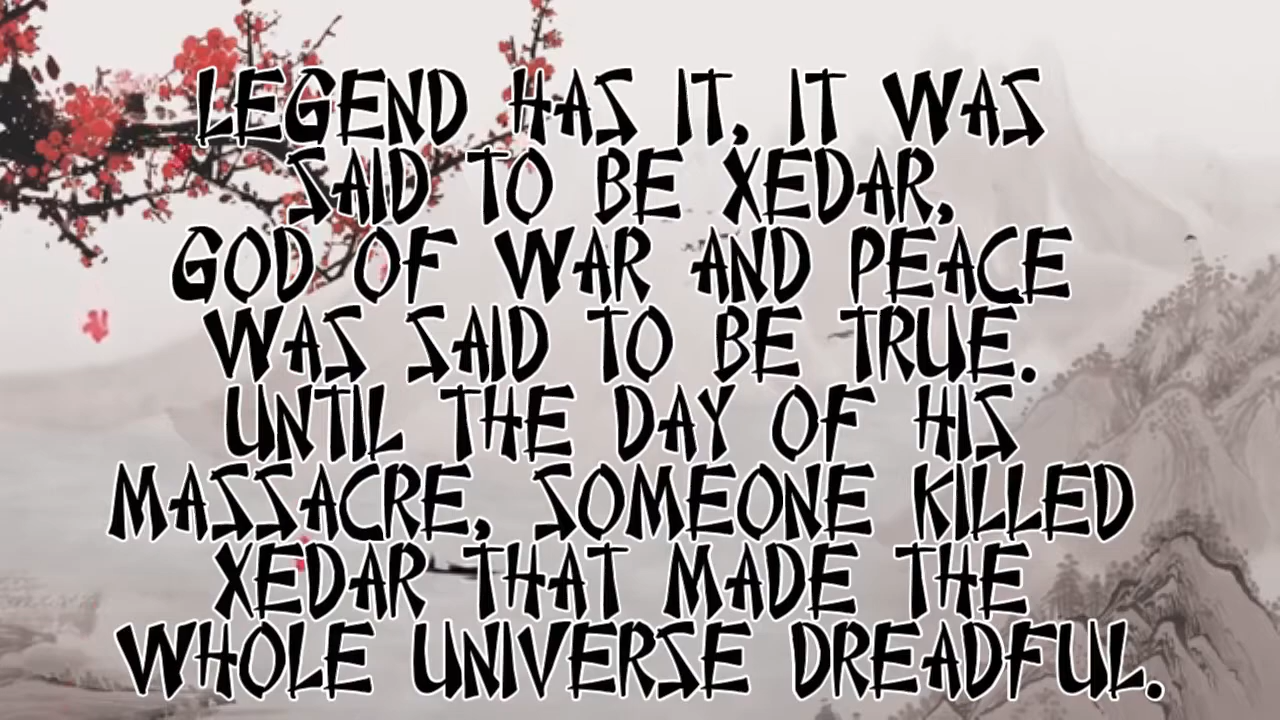 LEGEND HAS IT, IT WAS
SAID TO BE XEDAR,
GOD OF WAR AND PEACE
WAS SAID TO BE TRUE.
UNTIL THE DAY OF HIS
MASSACRE, SOMEONE KILLED
XEDAR THAT MADE THE
WHOLE UNIVERSE DREADFUL.